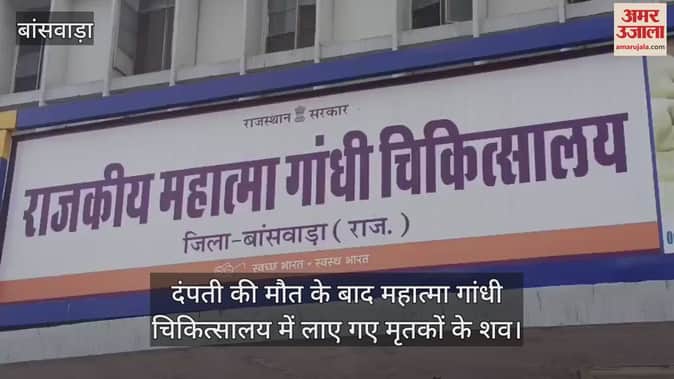 बांसवाड़ा
अमर
उजाला
amarujala.com
राजस्थान सरकार
राजकीय महात्मा गांधी चिकित्सालय
जिला-बांसवाड़ा ( राज. )
स्वच्छ भारत - स्वस्थ भारत
दंपती की मौत के बाद महात्मा गांधी
चिकित्सालय में लाए गए मृतकों के शव।